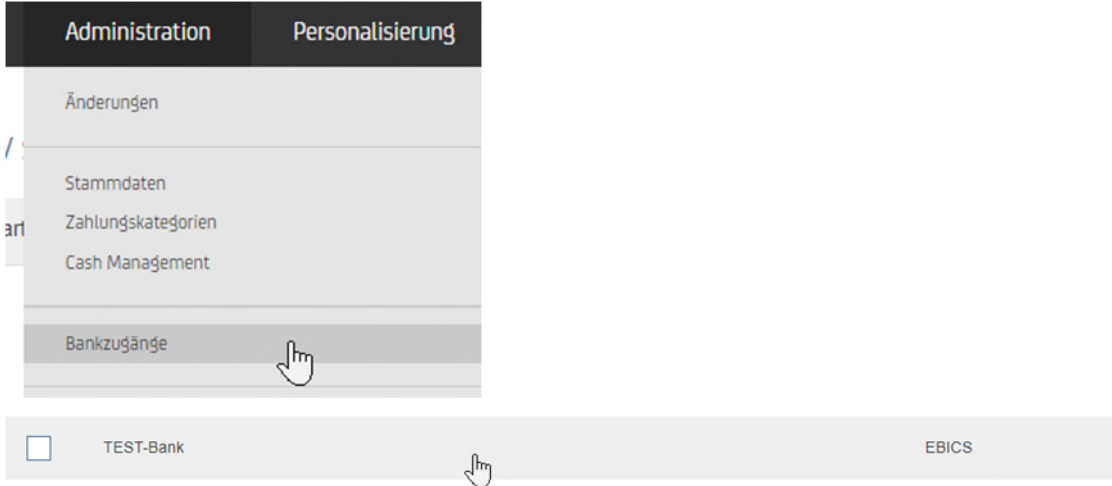 Administration Personalisierung
Änderungen
Stammdaten
Zahlungskategorien
Cash Management
Bankzugänge
TEST-Bank EBICS